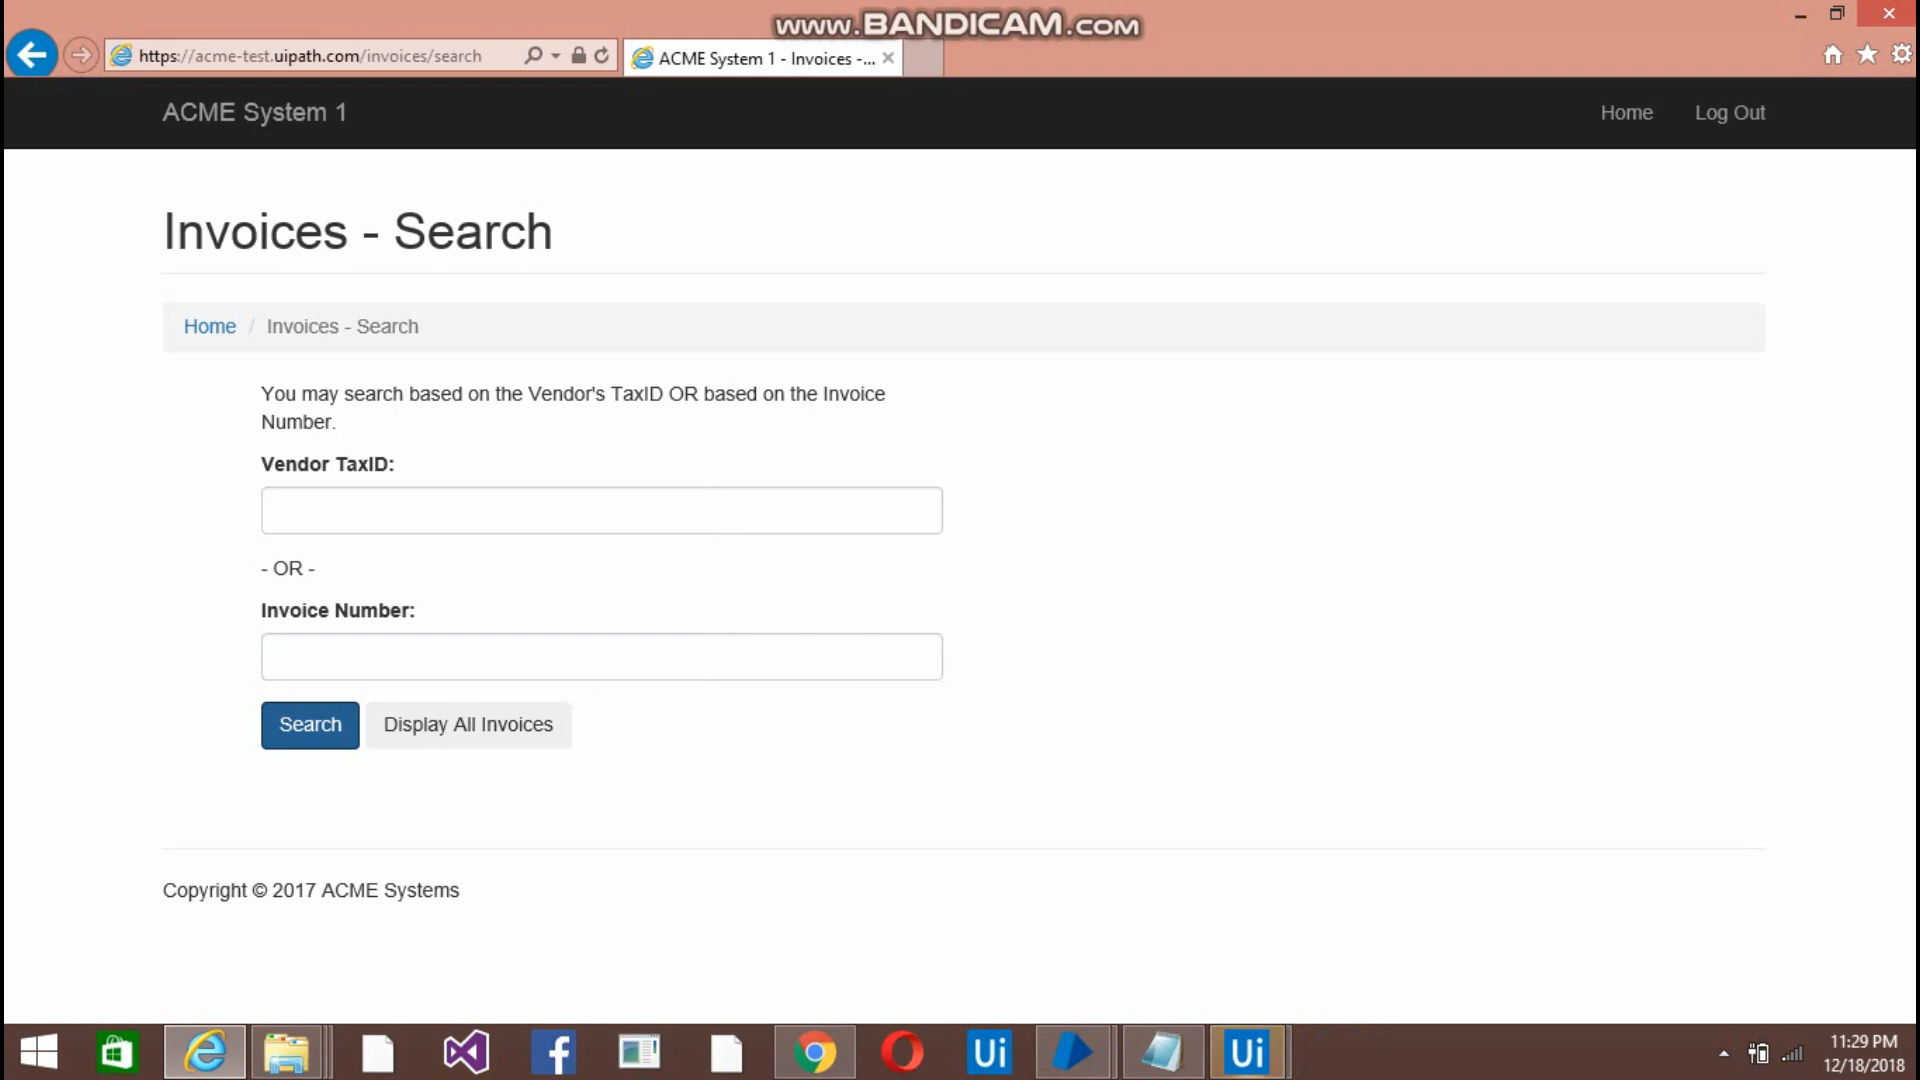 www.BANDICAM.com
https://acme-test.uipath.com/invoices/search
ACME System 1 - Invoices -...
ACME System 1
Home
Log Out
Invoices - Search
Home / Invoices - Search
You may search based on the Vendor's TaxID OR based on the Invoice
Number.
Vendor TaxID:
- OR -
Invoice Number:
Search
Display All Invoices
Copyright © 2017 ACME Systems
Ui
Ui
11:29 PM
12/18/2018